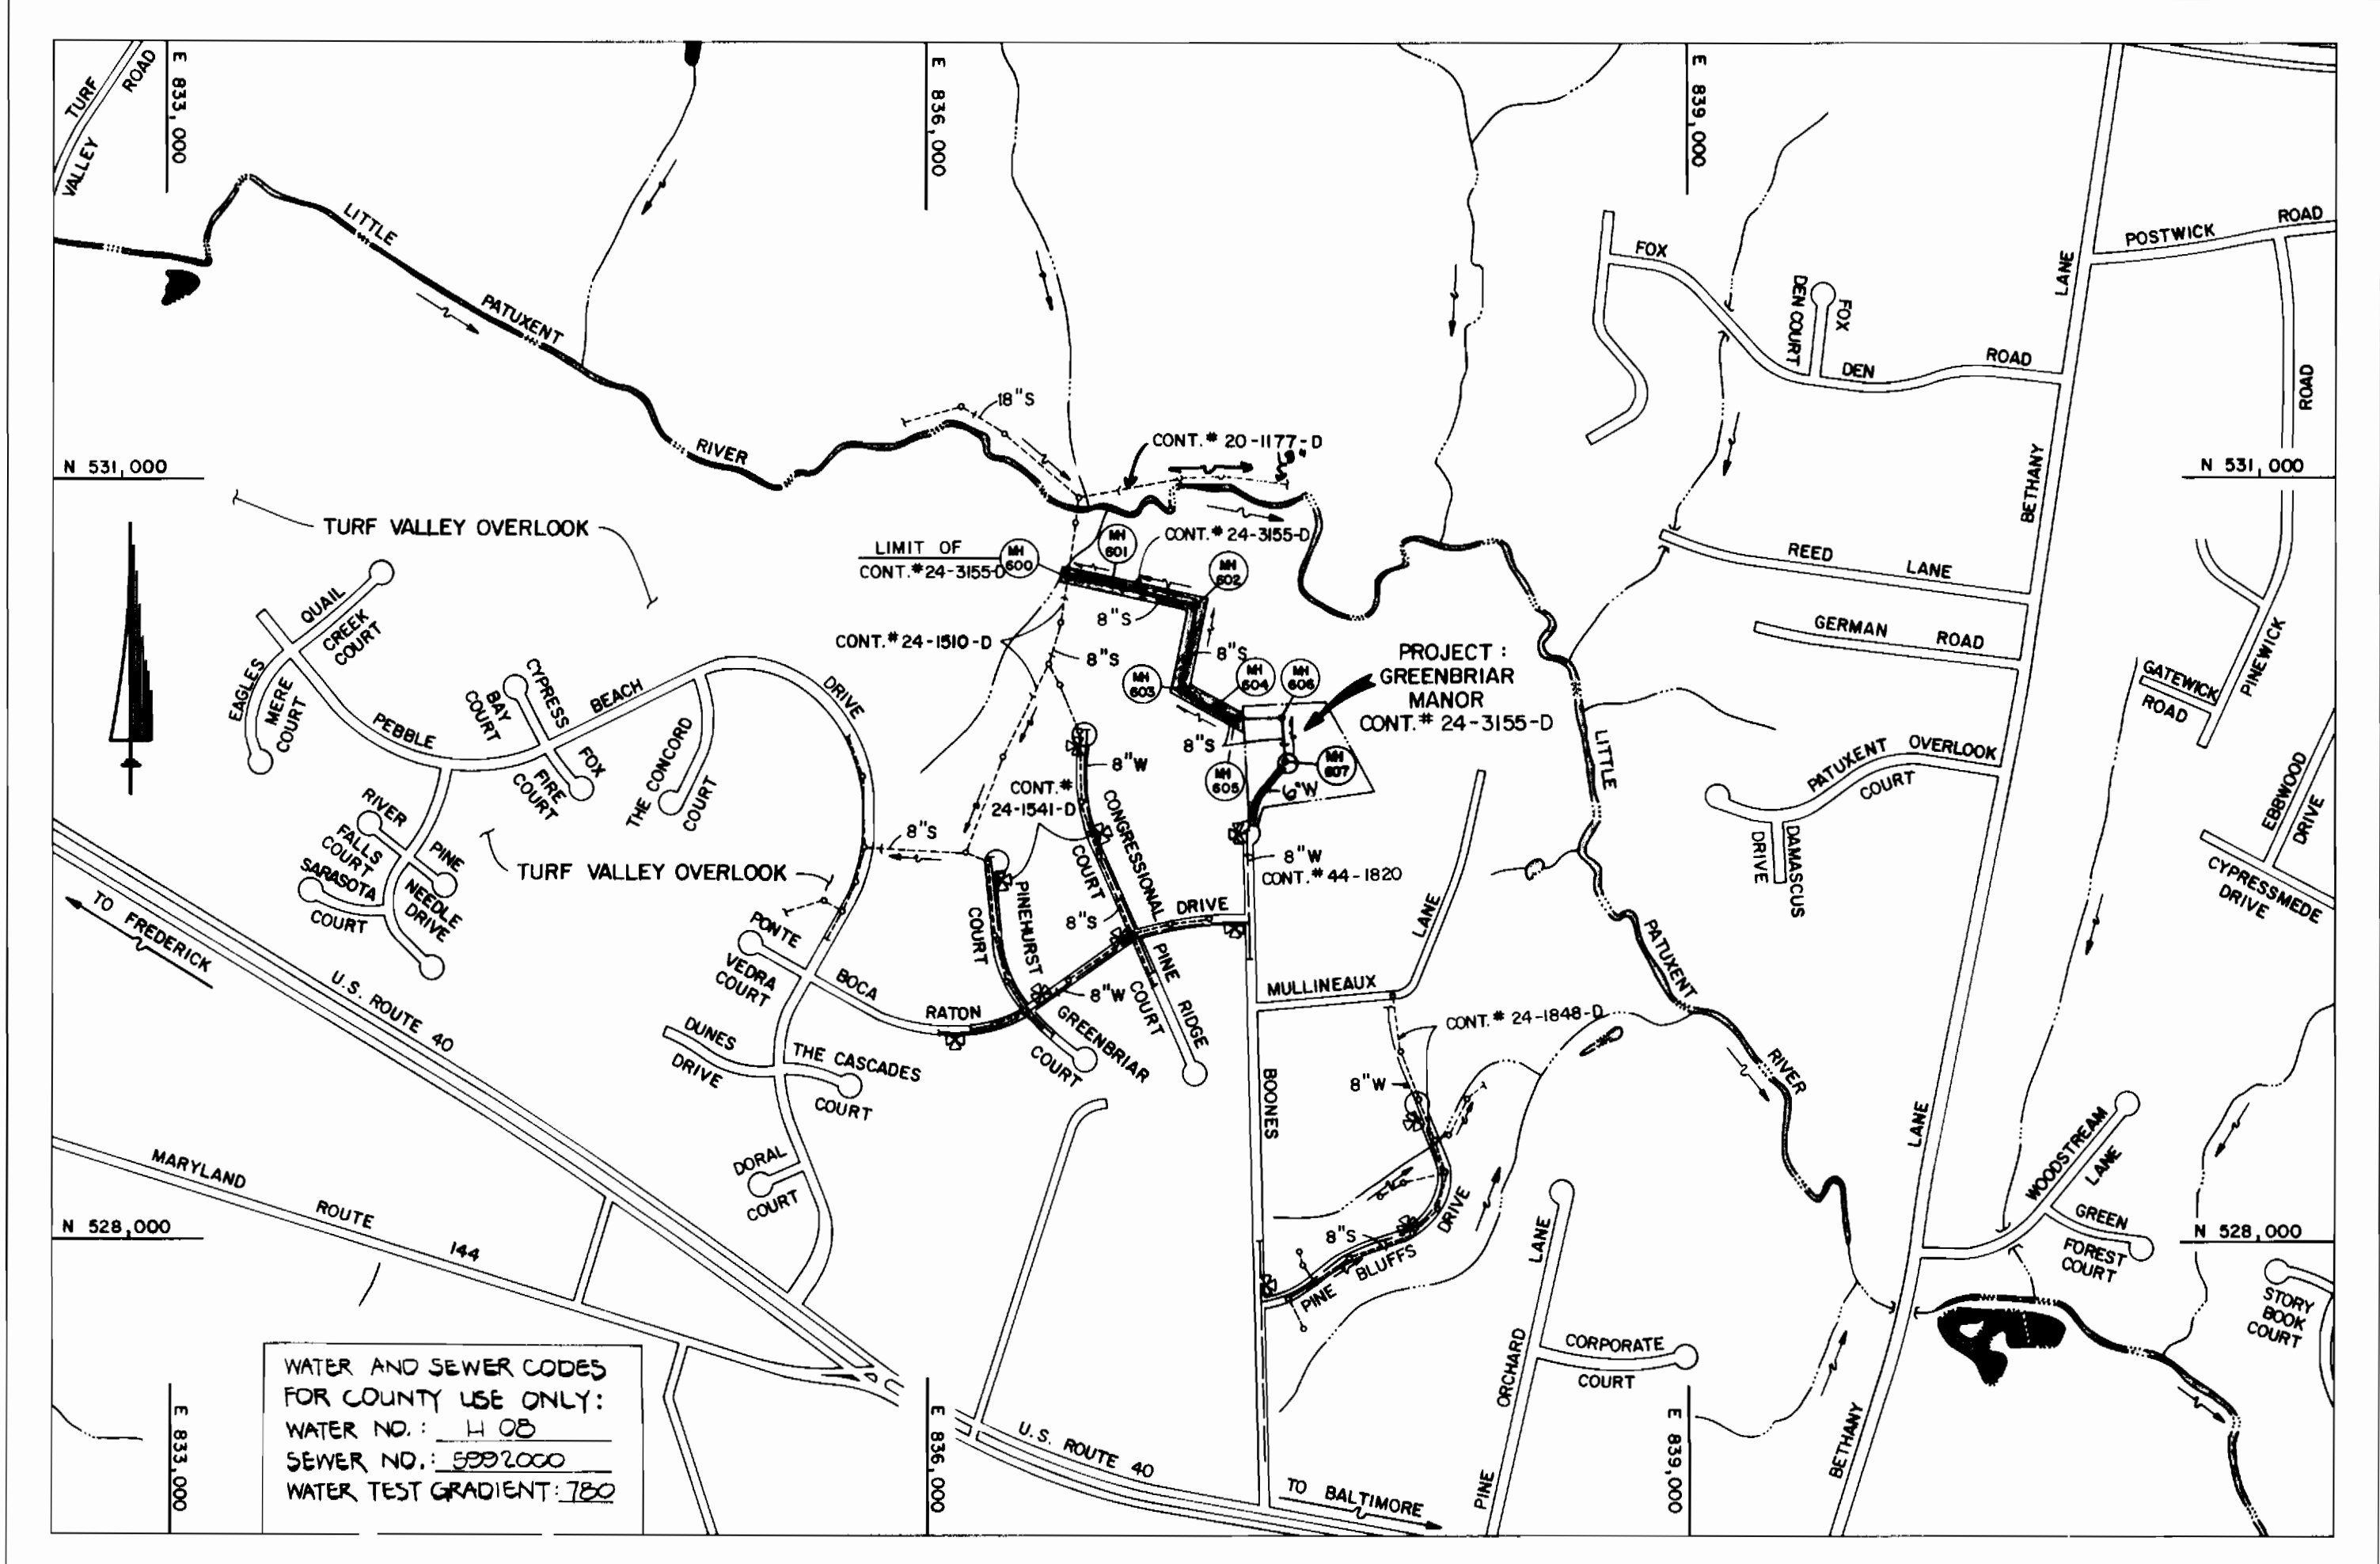 TURF
VALLEY
ROAD
E 833,000
E 836,000
E 839,000
LITTLE
PATUXENT
RIVER
FOX
DEN
ROAD
FOX
DEN COURT
POSTWICK
ROAD
LANE
BETHANY
ROAD
PINEWICK
18"S
CONT.# 20-1177-D
N 531,000
N 531,000
TURF VALLEY OVERLOOK
CONT.# 24-3155-D
LIMIT OF
CONT.#24-3155-D
MH
600
MH
601
MH
602
8"S
CONT.#24-1510-D
8"S
8"S
MH
603
MH
604
MH
606
8"S
MH
605
MH
607
6"W
PROJECT :
GREENBRIAR
MANOR
CONT.# 24-3155-D
REED
LANE
GERMAN
ROAD
GATEWICK
ROAD
QUAIL
CREEK
COURT
EAGLES
MERE
COURT
PEBBLE
BEACH
DRIVE
CYPRESS
BAY
COURT
FOX
FIRE
COURT
THE CONCORD
COURT
LITTLE
PATUXENT
RIVER
PATUXENT OVERLOOK
COURT
DAMASCUS
DRIVE
EBBWOOD
DRIVE
CYPRESSMEDE
DRIVE
RIVER
FALLS
COURT
PINE
NEEDLE
DRIVE
SARASOTA
COURT
TURF VALLEY OVERLOOK
8"S
CONT.#
24-1541-D
8"W
CONGRESSIONAL
COURT
PINEHURST
COURT
8"S
8"W
CONT.#44-1820
DRIVE
TO FREDERICK
U.S. ROUTE 40
PONTE
VEDRA
COURT
BOCA
RATON
8"W
GREENBRIAR
COURT
PINE
RIDGE
COURT
LANE
MULLINEAUX
CONT.# 24-1848-D
DUNES
DRIVE
THE CASCADES
COURT
BOONES
8"W
DORAL
COURT
MARYLAND
ROUTE
144
8"S
PINE
BLUFFS
DRIVE
LANE
ORCHARD
PINE
CORPORATE
COURT
LANE
BETHANY
WOODSTREAM
LANE
GREEN
FOREST
COURT
STORY
BOOK
COURT
N 528,000
N 528,000
WATER AND SEWER CODES
FOR COUNTY USE ONLY:
WATER NO.: H 08
SEWER NO.: 5992000
WATER TEST GRADIENT: 780
E 833,000
E 836,000
E 839,000
U.S. ROUTE 40
TO BALTIMORE